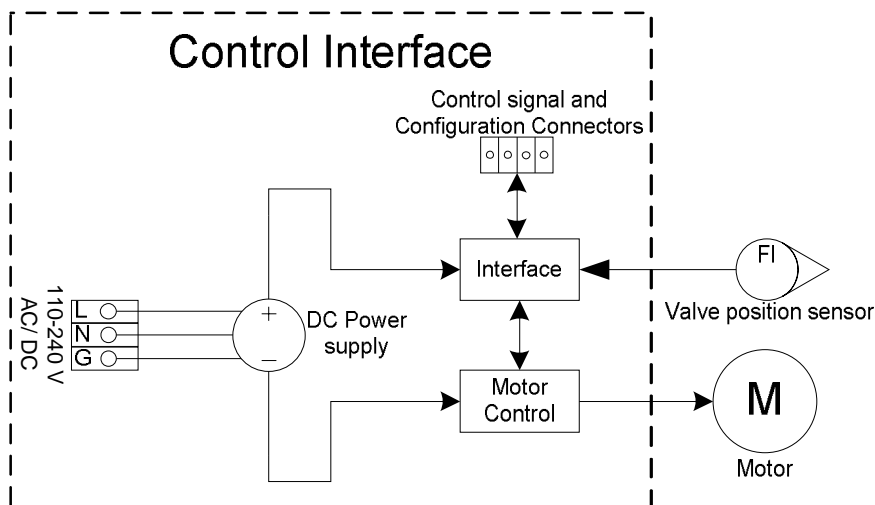 Control Interface
Control signal and
Configuration Connectors
Interface
FI
Valve position sensor
110-240 V
AC/ DC
L
N
G
+
−
DC Power
supply
Motor
Control
M
Motor